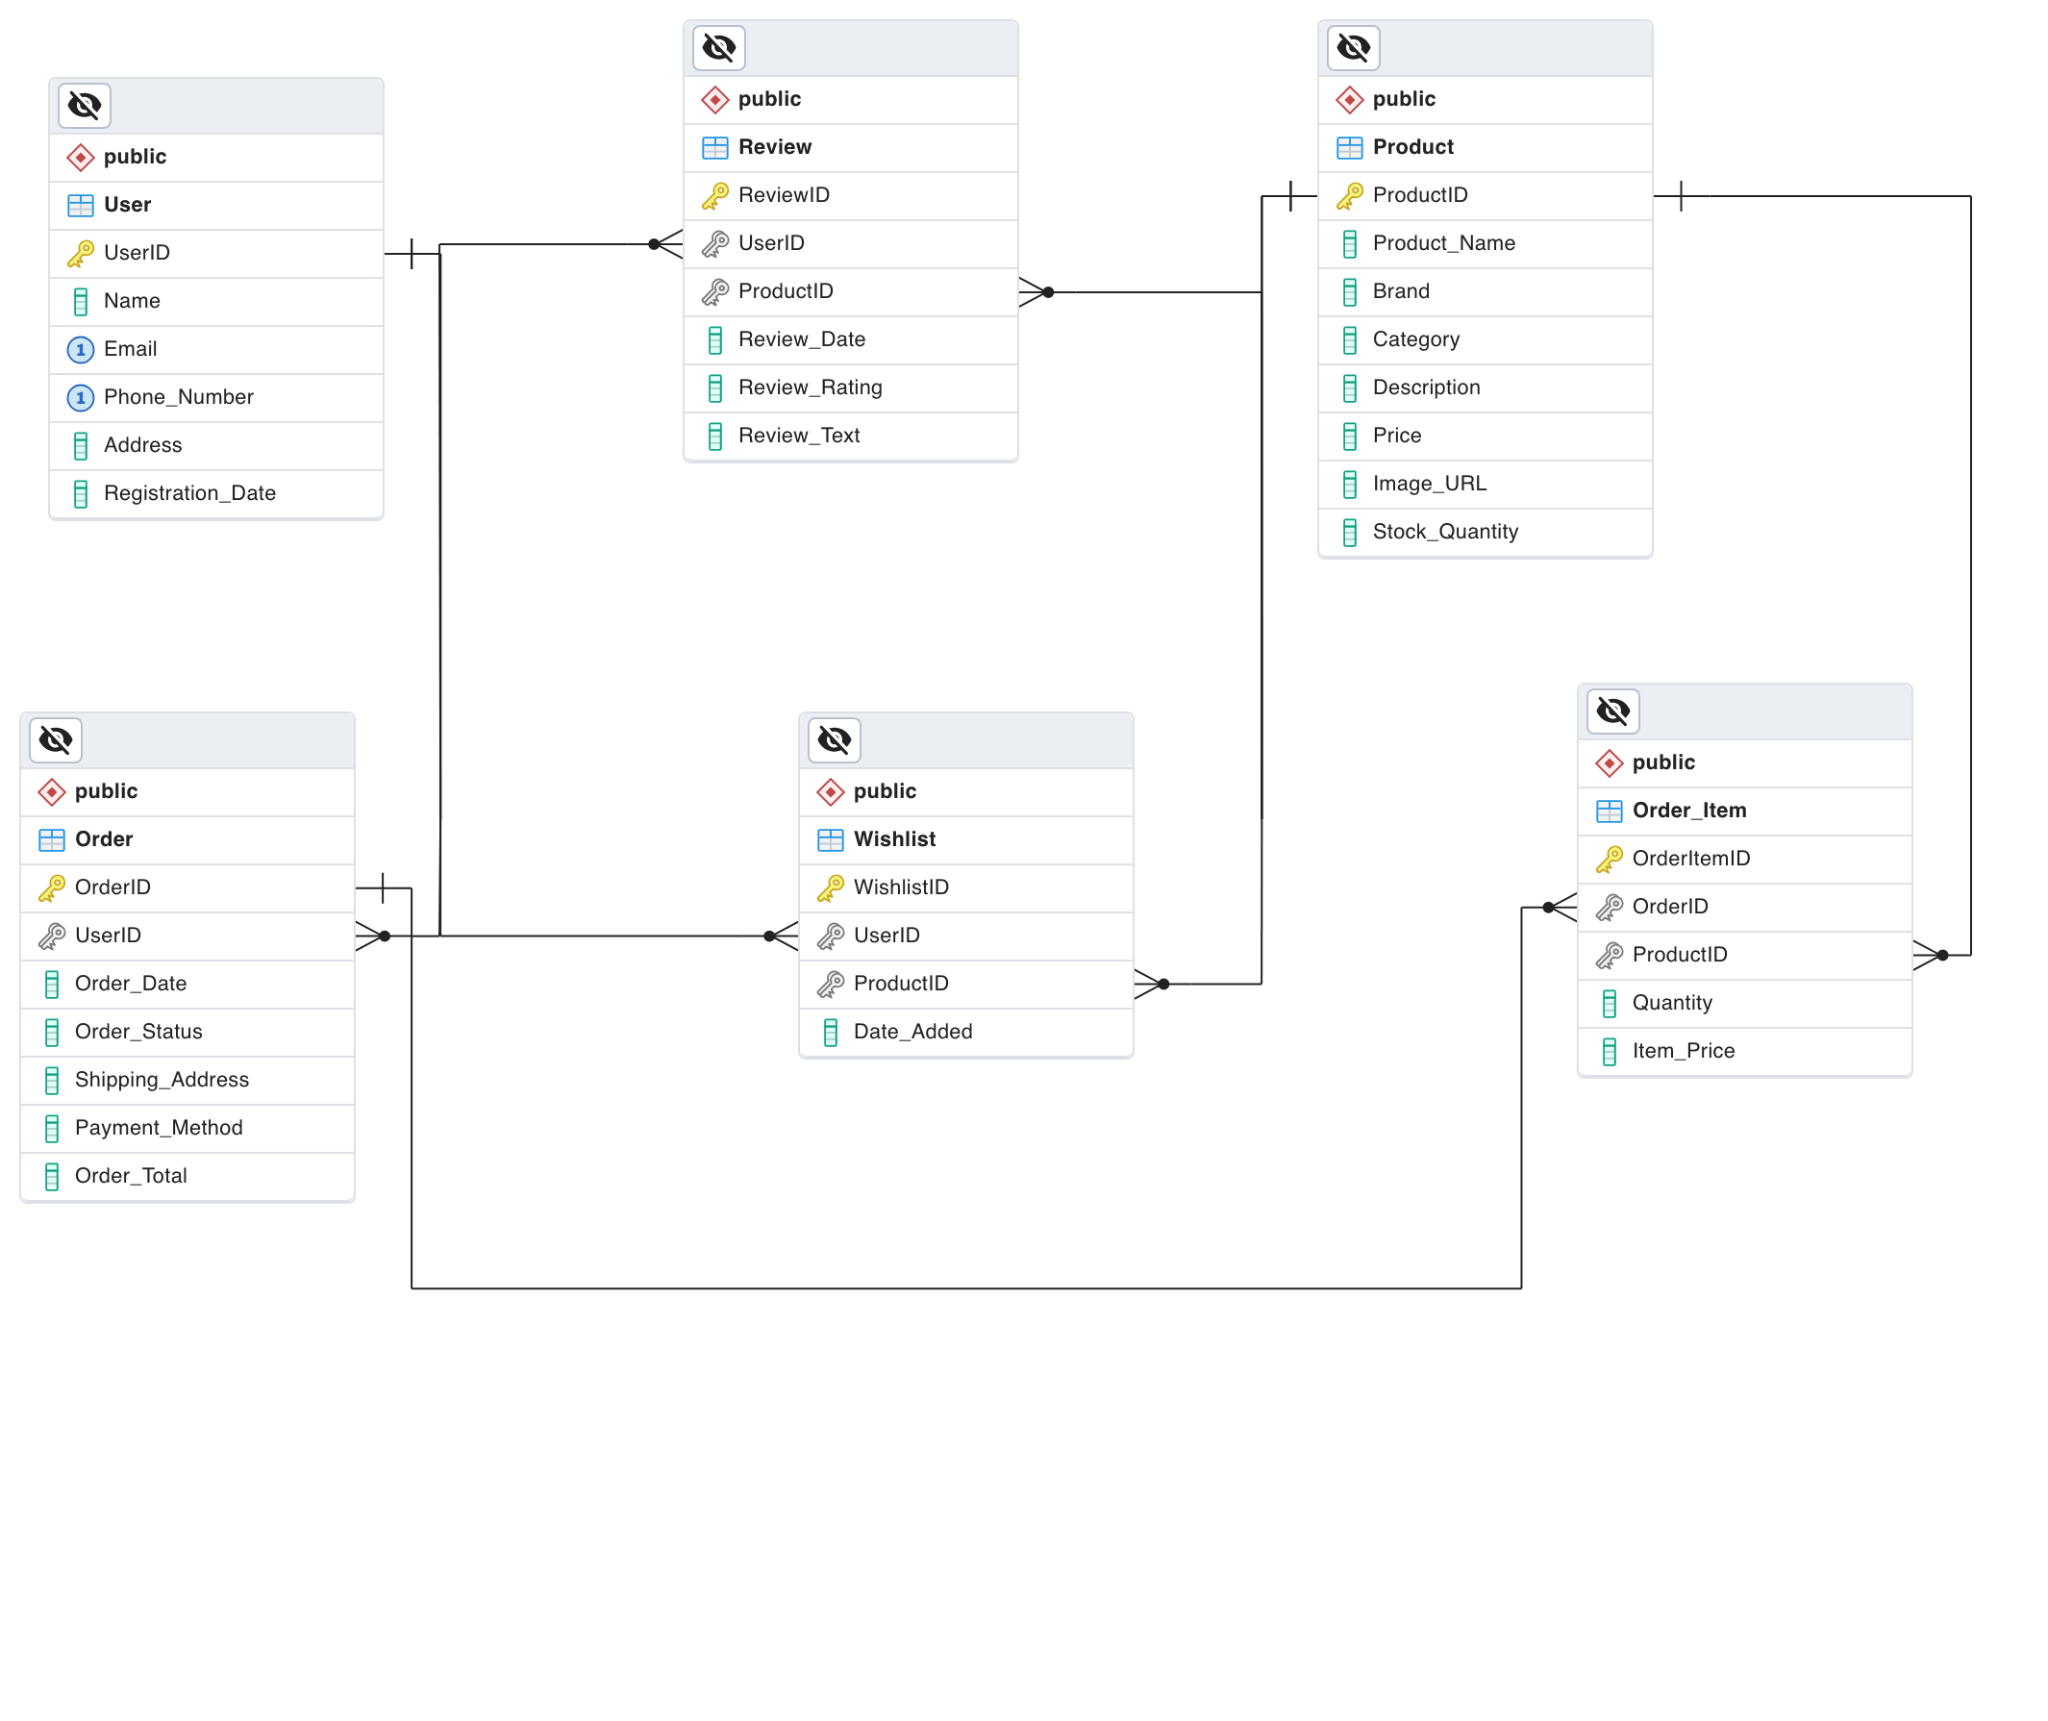 public
User
UserID
Name
1 Email
1 Phone_Number
Address
Registration_Date
public
Review
ReviewID
UserID
ProductID
Review_Date
Review_Rating
Review_Text
public
Product
ProductID
Product_Name
Brand
Category
Description
Price
Image_URL
Stock_Quantity
public
Order
OrderID
UserID
Order_Date
Order_Status
Shipping_Address
Payment_Method
Order_Total
public
Wishlist
WishlistID
UserID
ProductID
Date_Added
public
Order_Item
OrderItemID
OrderID
ProductID
Quantity
Item_Price